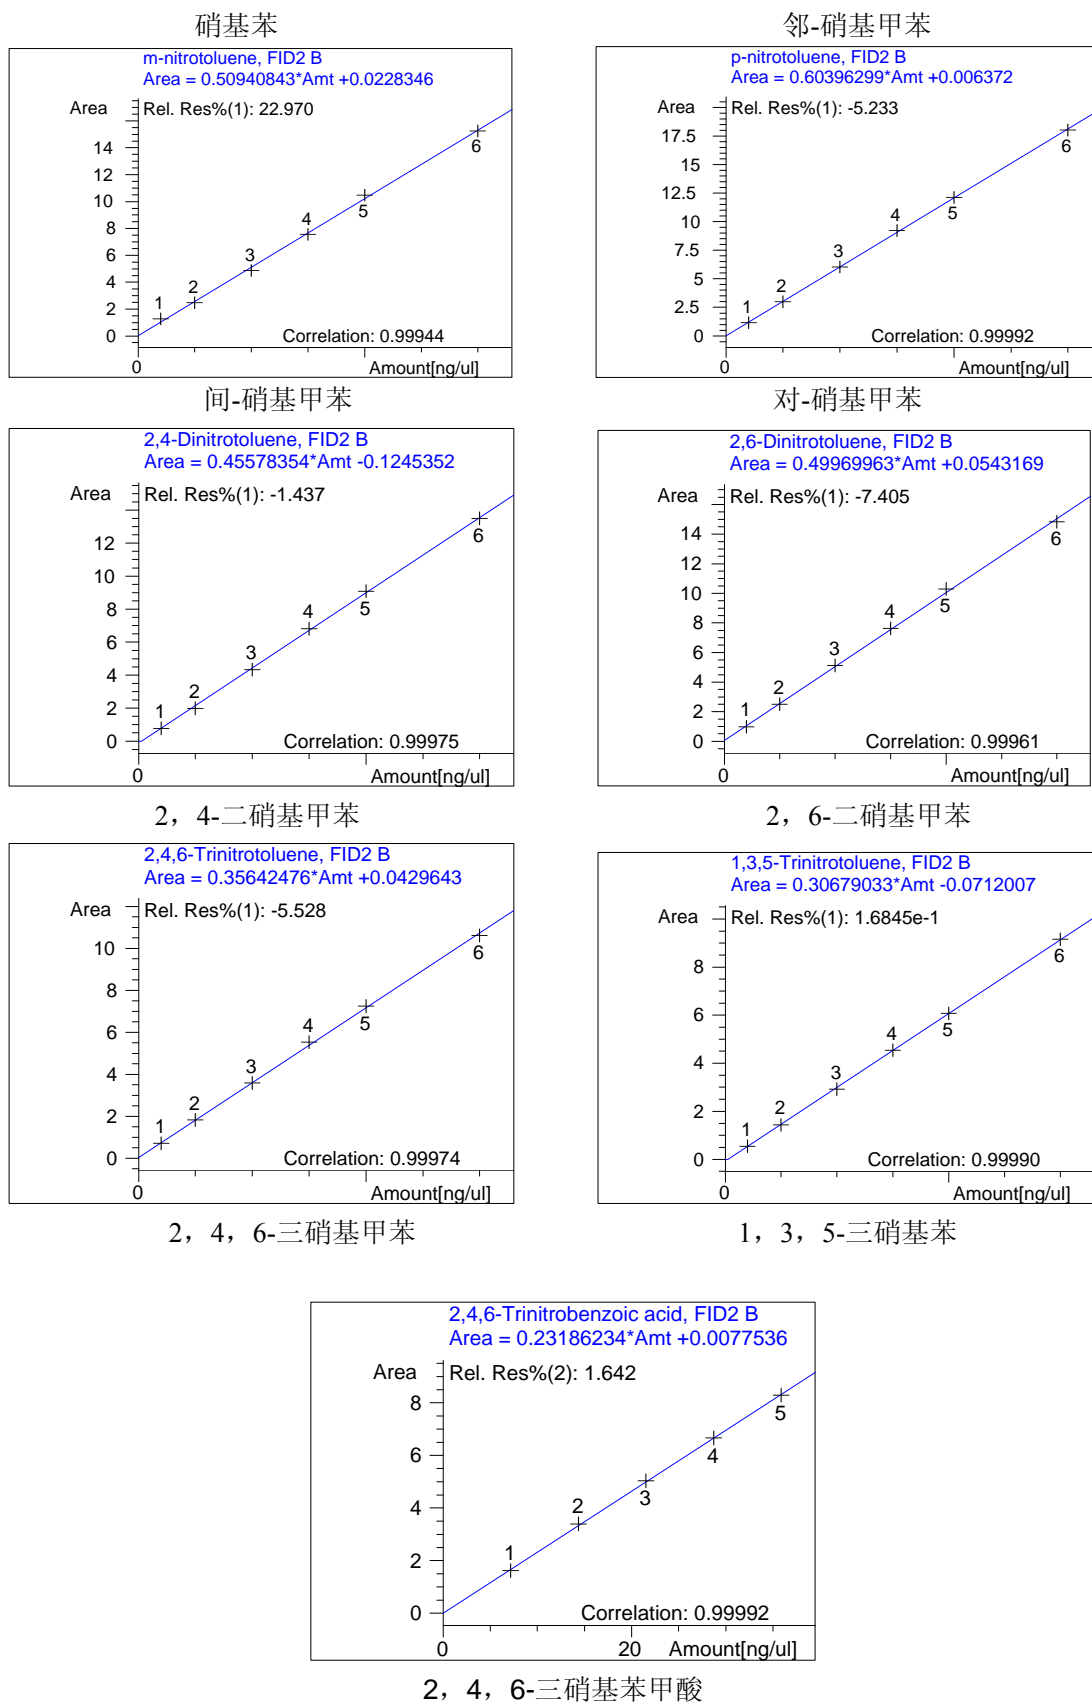 硝基苯
邻-硝基甲苯
m-nitrotoluene, FID2 B
Area = 0.50940843*Amt +0.0228346
Area
Rel. Res%(1): 22.970
14
12
10
8
6
4
2
0
1
2
3
4
5
6
Correlation: 0.99944
0
Amount[ng/ul]
间-硝基甲苯
p-nitrotoluene, FID2 B
Area = 0.60396299*Amt +0.006372
Area
Rel. Res%(1): -5.233
17.5
15
12.5
10
7.5
5
2.5
0
1
2
3
4
5
6
Correlation: 0.99992
0
Amount[ng/ul]
对-硝基甲苯
2,4-Dinitrotoluene, FID2 B
Area = 0.45578354*Amt -0.1245352
Area
Rel. Res%(1): -1.437
12
10
8
6
4
2
0
1
2
3
4
5
6
Correlation: 0.99975
0
Amount[ng/ul]
2，4-二硝基甲苯
2,6-Dinitrotoluene, FID2 B
Area = 0.49969963*Amt +0.0543169
Area
Rel. Res%(1): -7.405
14
12
10
8
6
4
2
0
1
2
3
4
5
6
Correlation: 0.99961
0
Amount[ng/ul]
2，6-二硝基甲苯
2,4,6-Trinitrotoluene, FID2 B
Area = 0.35642476*Amt +0.0429643
Area
Rel. Res%(1): -5.528
10
8
6
4
2
0
1
2
3
4
5
6
Correlation: 0.99974
0
Amount[ng/ul]
2，4，6-三硝基甲苯
1,3,5-Trinitrotoluene, FID2 B
Area = 0.30679033*Amt -0.0712007
Area
Rel. Res%(1): 1.6845e-1
8
6
4
2
0
1
2
3
4
5
6
Correlation: 0.99990
0
Amount[ng/ul]
1，3，5-三硝基苯
2,4,6-Trinitrobenzoic acid, FID2 B
Area = 0.23186234*Amt +0.0077536
Area
Rel. Res%(2): 1.642
8
6
4
2
0
1
2
3
4
5
Correlation: 0.99992
0
20
Amount[ng/ul]
2，4，6-三硝基苯甲酸